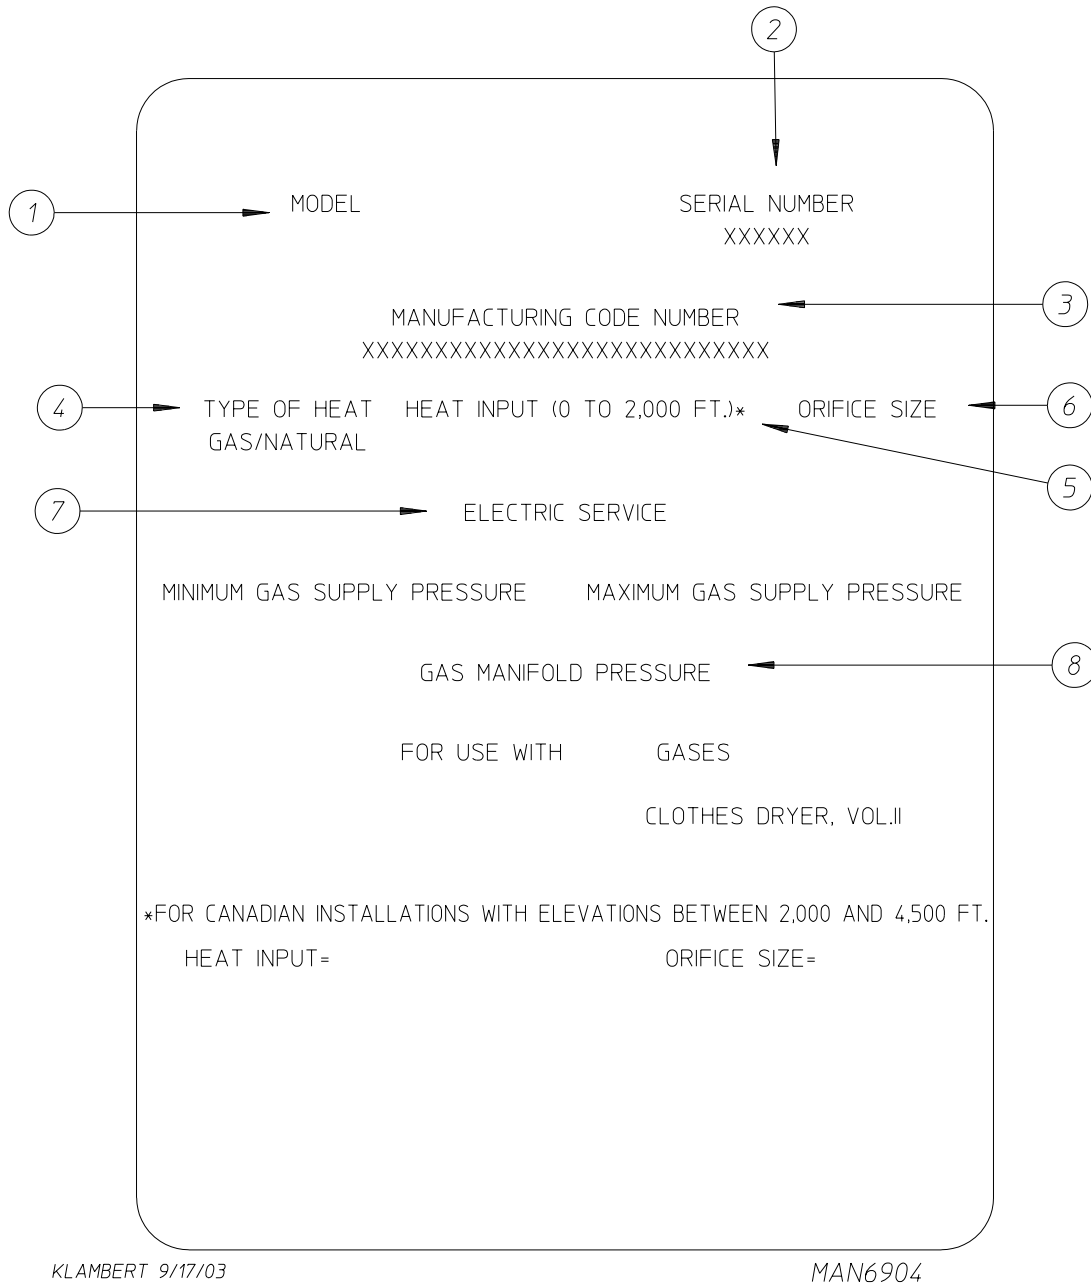 2
1
MODEL
SERIAL NUMBER
XXXXXX
3
MANUFACTURING CODE NUMBER
XXXXXXXXXXXXXXXXXXXXXXXXXXXX
4
TYPE OF HEAT HEAT INPUT (0 TO 2,000 FT.)* ORIFICE SIZE
6
GAS/NATURAL
5
7
ELECTRIC SERVICE
MINIMUM GAS SUPPLY PRESSURE MAXIMUM GAS SUPPLY PRESSURE
GAS MANIFOLD PRESSURE
8
FOR USE WITH GASES
CLOTHES DRYER, VOL.II
*FOR CANADIAN INSTALLATIONS WITH ELEVATIONS BETWEEN 2,000 AND 4,500 FT.
HEAT INPUT= ORIFICE SIZE=
KLAMBERT 9/17/03 MAN6904